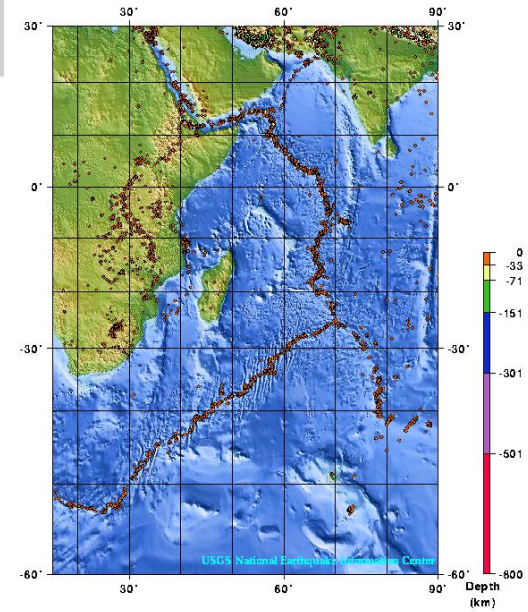 30˚ 60˚ 90˚
30˚ 30˚
0˚ 0˚
0
-33
-71
-151
-30˚ -30˚
-301
-501
USGS National Earthquake Information Center
-60˚ -60˚
-800
30˚ 60˚ 90˚
Depth
(km)